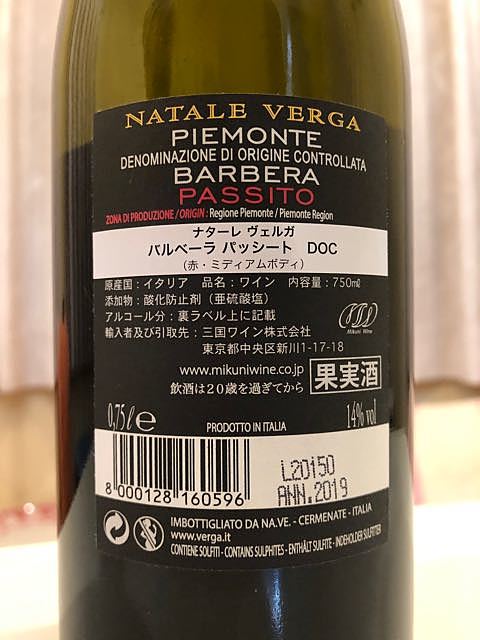 NATALE VERGA
PIEMONTE
DENOMINAZIONE DI ORIGINE CONTROLLATA
BARBERA
PASSITO
ZONA DI PRODUZIONE / ORIGIN : Regione Piemonte / Piemonte Region
ナターレ ヴェルガ
バルベーラ パッシート DOC
（赤・ミディアムボディ）
原産国：イタリア 品名：ワイン 内容量：750㎖
添加物：酸化防止剤（亜硫酸塩）
アルコール分：裏ラベル上に記載
輸入者及び引取先：三国ワイン株式会社
東京都中央区新川1-17-18
Mikuni Wine
www.mikuniwine.co.jp
飲酒は20歳を過ぎてから
果実酒
0,75 ℓ e
PRODOTTO IN ITALIA
14% vol
8 000128 160596
L20150
ANN.2019
IMBOTTIGLIATO DA NA.VE. - CERMENATE - ITALIA
www.verga.it
CONTIENE SOLFITI - CONTAINS SULPHITES - ENTHÄLT SULFITE - INDEHOLDER SULFITTER